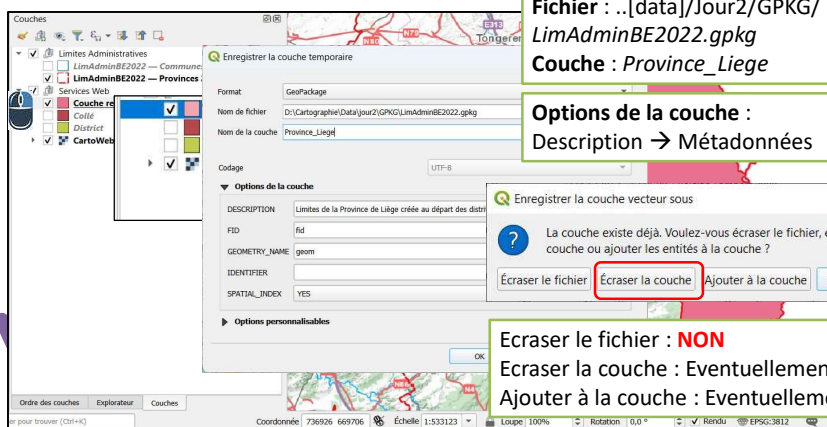 Fichier : ..[data]/Jour2/GPKG/
LimAdminBE2022.gpkg
Couche : Province_Liege
Options de la couche :
Description → Métadonnées
Couches
Limites Administratives
LimAdminBE2022 — Commune
LimAdminBE2022 — Provinces
Services Web
Couche re
Collé
District
CartoWeb
Tongeren
Enregistrer la couche temporaire
Format GeoPackage
Nom de fichier D:\Cartographie\Data\jour2\GPKG\LimAdminBE2022.gpkg
Nom de la couche Province_Liege
Codage UTF-8
Options de la couche
DESCRIPTION Limites de la Province de Liège créée au départ des distri
FID fid
GEOMETRY_NAME geom
IDENTIFIER
SPATIAL_INDEX YES
Options personnalisables
OK
Enregistrer la couche vecteur sous
La couche existe déjà. Voulez-vous écraser le fichier, é
couche ou ajouter les entités à la couche ?
Écraser le fichier Écraser la couche Ajouter à la couche
Ecraser le fichier : NON
Ecraser la couche : Eventuellemen
Ajouter à la couche : Eventuelleme
Ordre des couches Explorateur Couches
er pour trouver (Ctrl+K) Coordonnée 736926 669706 Échelle 1:533123 Loupe 100% Rotation 0,0 ° Rendu EPSG:3812